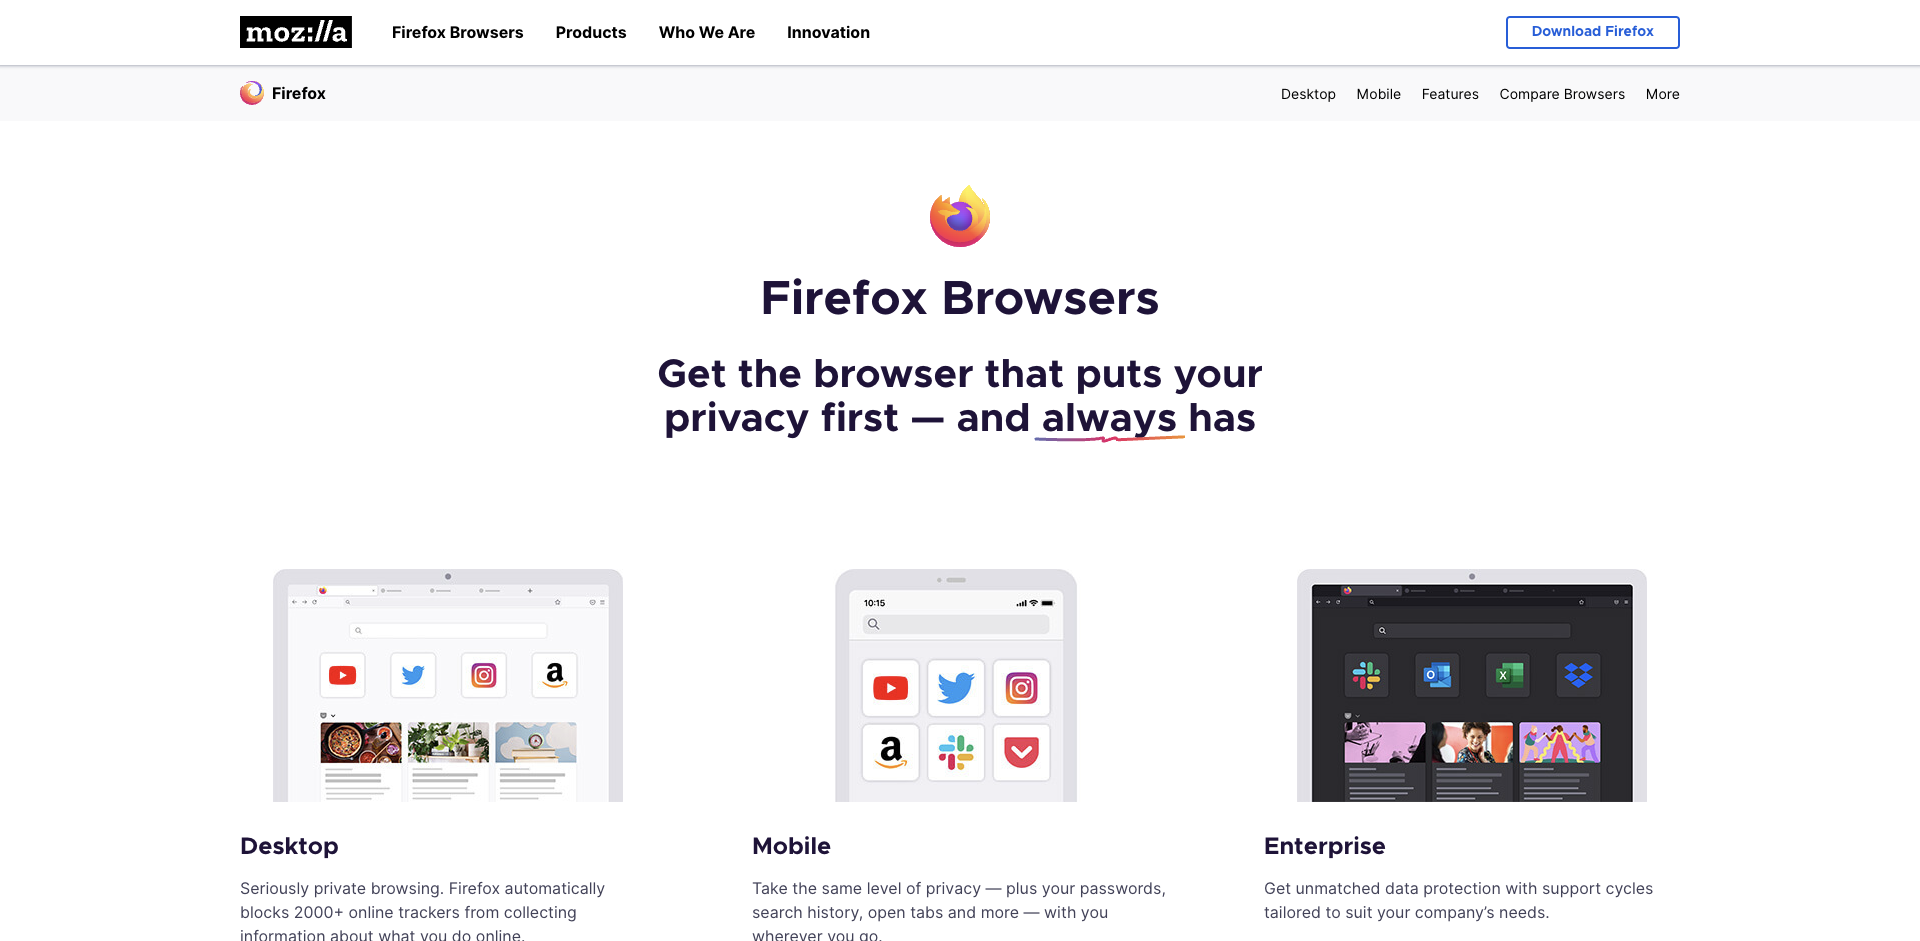 moz://a
Firefox Browsers
Products
Who We Are
Innovation
Download Firefox
Firefox
Desktop
Mobile
Features
Compare Browsers
More
Firefox Browsers
Get the browser that puts your
privacy first — and always has
10:15
Desktop
Seriously private browsing. Firefox automatically
blocks 2000+ online trackers from collecting
information about what you do online.
Mobile
Take the same level of privacy — plus your passwords,
search history, open tabs and more — with you
wherever you go.
Enterprise
Get unmatched data protection with support cycles
tailored to suit your company’s needs.